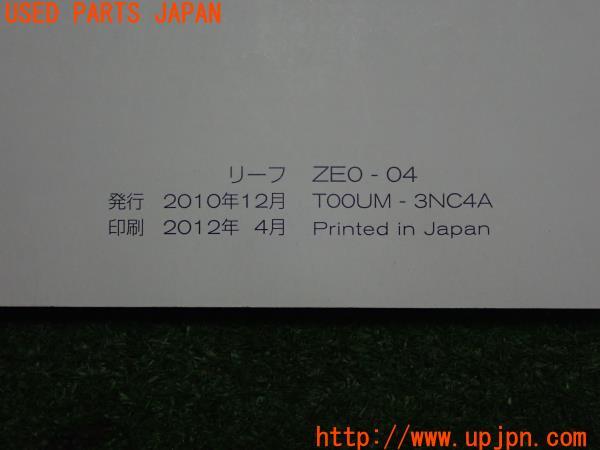 USED PARTS JAPAN
リーフ ZE0 - 04
発行 2010年12月 T00UM - 3NC4A
印刷 2012年 4月 Printed in Japan
http://www.upjpn.com/